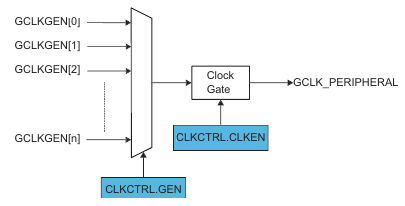 GCLKGEN[0]
GCLKGEN[1]
GCLKGEN[2]
GCLKGEN[n]
Clock
Gate
GCLK_PERIPHERAL
CLKCTRL.CLKEN
CLKCTRL.GEN